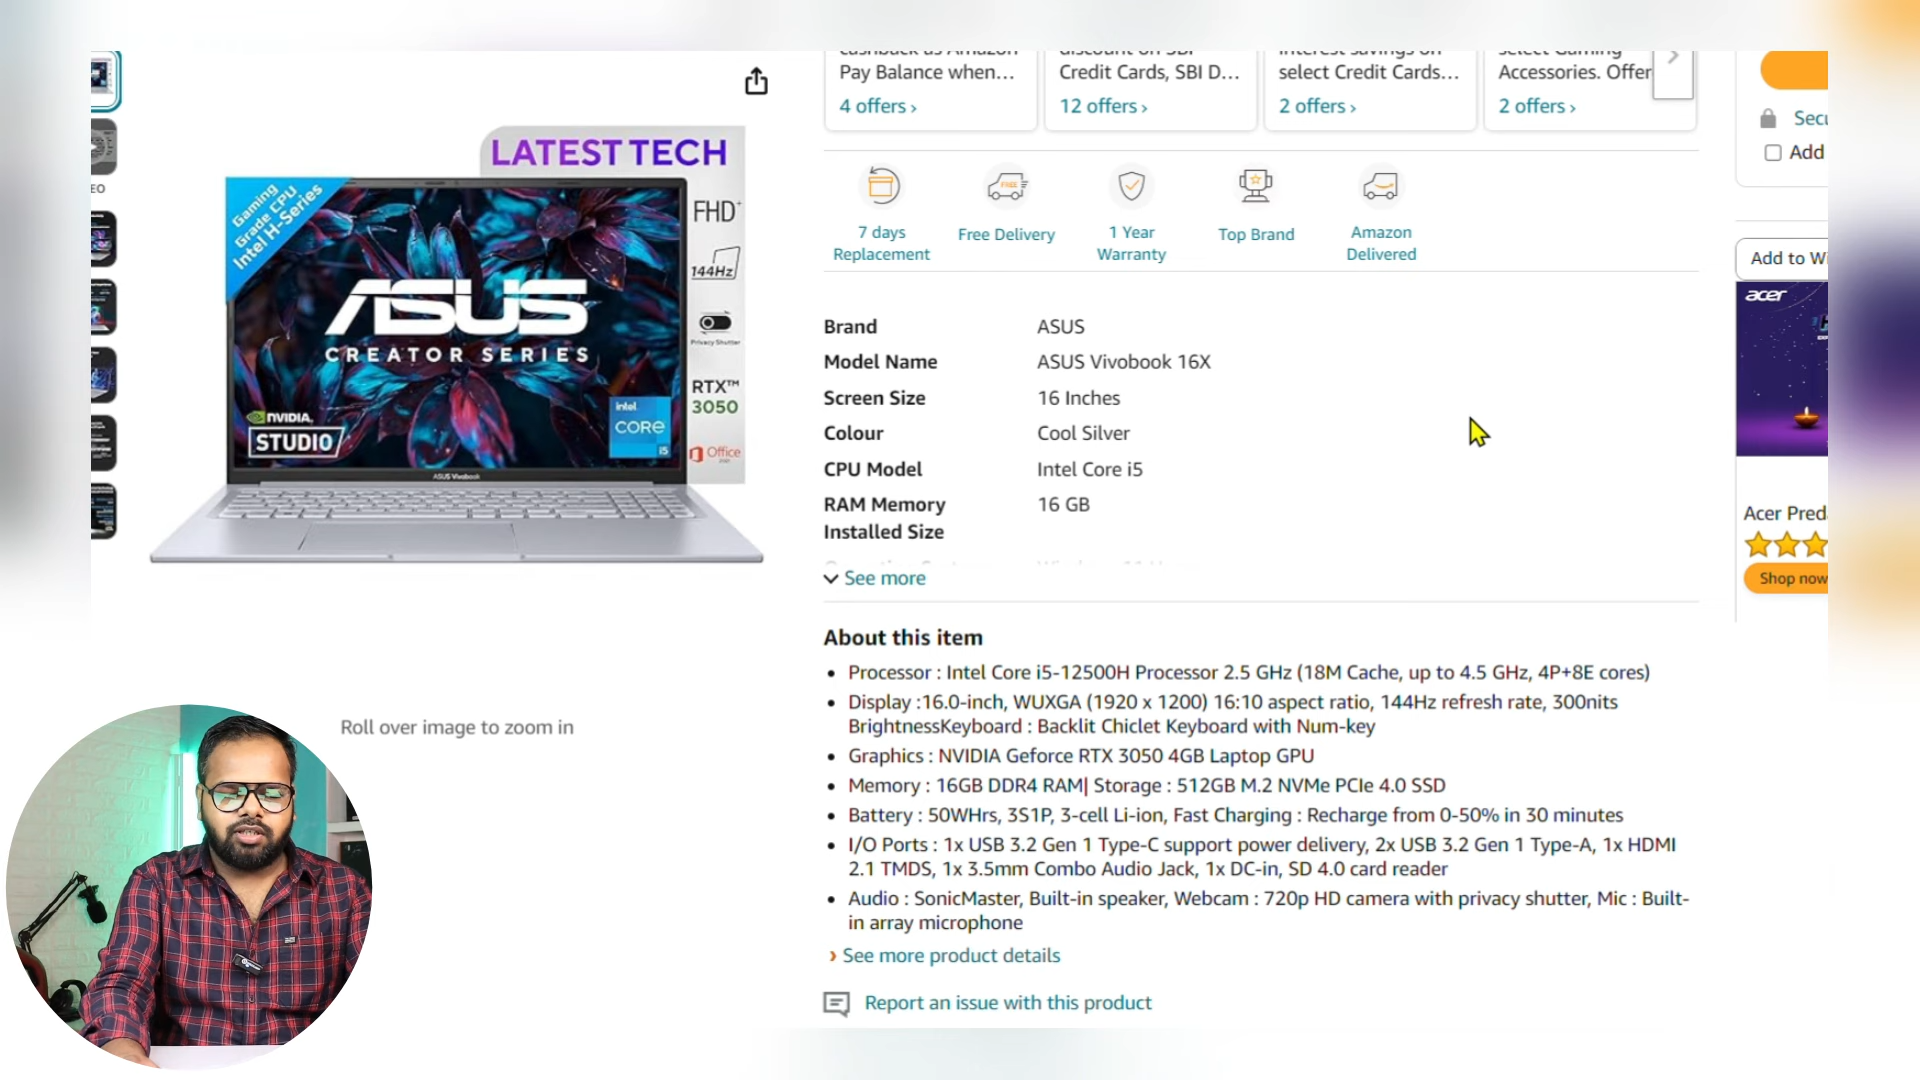 Pay Balance when...
4 offers ›
Credit Cards, SBI D...
12 offers ›
select Credit Cards...
2 offers ›
select Gaming
Accessories. Offer
2 offers ›
Secu
Add
EO
LATEST TECH
Gaming
Grade CPU
Intel H-Series
FHD+
144Hz
Privacy Shutter
RTX™
3050
Office
ASUS
CREATOR SERIES
NVIDIA.
STUDIO
intel
CORE
i5
ASUS Vivobook
7 days
Replacement
Free Delivery
FREE
1 Year
Warranty
Top Brand
Amazon
Delivered
Add to Wi
acer
Brand ASUS
Model Name ASUS Vivobook 16X
Screen Size 16 Inches
Colour Cool Silver
CPU Model Intel Core i5
RAM Memory 16 GB
Installed Size
See more
Acer Pred
Shop now
About this item
• Processor : Intel Core i5-12500H Processor 2.5 GHz (18M Cache, up to 4.5 GHz, 4P+8E cores)
• Display :16.0-inch, WUXGA (1920 x 1200) 16:10 aspect ratio, 144Hz refresh rate, 300nits
BrightnessKeyboard : Backlit Chiclet Keyboard with Num-key
• Graphics : NVIDIA Geforce RTX 3050 4GB Laptop GPU
• Memory : 16GB DDR4 RAM| Storage : 512GB M.2 NVMe PCIe 4.0 SSD
• Battery : 50WHrs, 3S1P, 3-cell Li-ion, Fast Charging : Recharge from 0-50% in 30 minutes
• I/O Ports : 1x USB 3.2 Gen 1 Type-C support power delivery, 2x USB 3.2 Gen 1 Type-A, 1x HDMI
2.1 TMDS, 1x 3.5mm Combo Audio Jack, 1x DC-in, SD 4.0 card reader
• Audio : SonicMaster, Built-in speaker, Webcam : 720p HD camera with privacy shutter, Mic : Built-
in array microphone
› See more product details
Report an issue with this product
Roll over image to zoom in